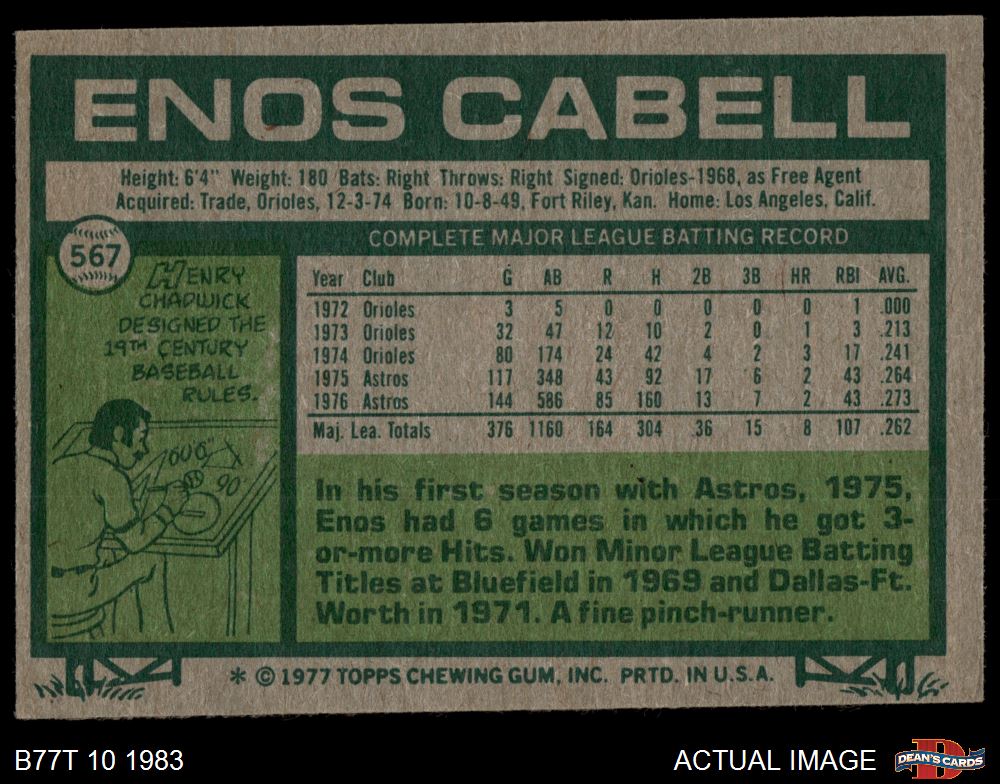 ENOS CABELL
Height: 6'4" Weight: 180 Bats: Right Throws: Right Signed: Orioles-1968, as Free Agent
Acquired: Trade, Orioles, 12-3-74 Born: 10-8-49, Fort Riley, Kan. Home: Los Angeles, Calif.
567
HENRY
CHADWICK
DESIGNED THE
19TH CENTURY
BASEBALL
RULES.
60'6"
90
COMPLETE MAJOR LEAGUE BATTING RECORD
Year Club G AB R H 2B 3B HR RBI AVG.
1972 Orioles 3 5 0 0 0 0 0 1 .000
1973 Orioles 32 47 12 10 2 0 1 3 .213
1974 Orioles 80 174 24 42 4 2 3 17 .241
1975 Astros 117 348 43 92 17 6 2 43 .264
1976 Astros 144 586 85 160 13 7 2 43 .273
Maj. Lea. Totals 376 1160 164 304 36 15 8 107 .262
In his first season with Astros, 1975,
Enos had 6 games in which he got 3-
or-more Hits. Won Minor League Batting
Titles at Bluefield in 1969 and Dallas-Ft.
Worth in 1971. A fine pinch-runner.
* © 1977 TOPPS CHEWING GUM, INC. PRTD. IN U.S.A.
B77T 10 1983
ACTUAL IMAGE
D
DEAN'S CARDS